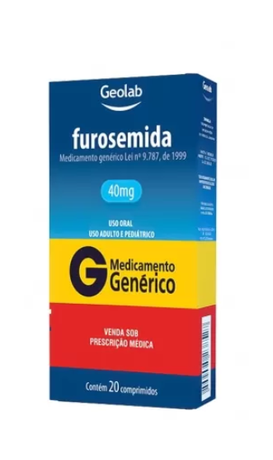 Geolab
furosemida
Medicamento genérico Lei nº 9.787, de 1999
40mg
USO ORAL
USO ADULTO E PEDIÁTRICO
G Medicamento
Genérico
VENDA SOB
PRESCRIÇÃO MÉDICA
Contém 20 comprimidos